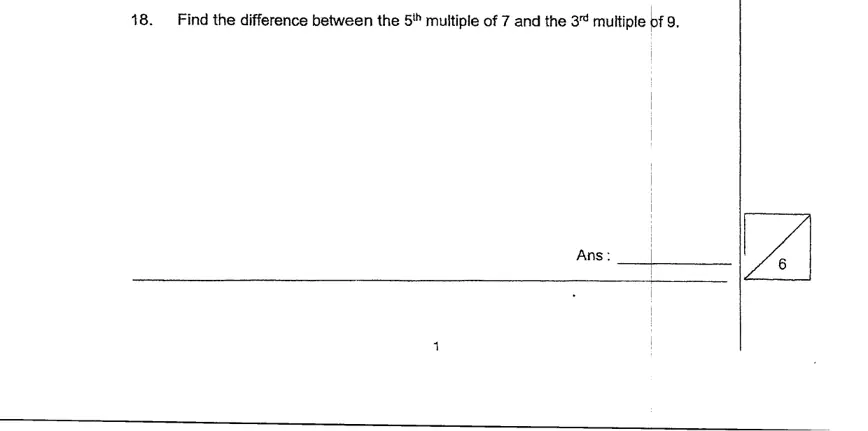 18. Find the difference between the 5th multiple of 7 and the 3rd multiple of 9.
Ans :
6
1